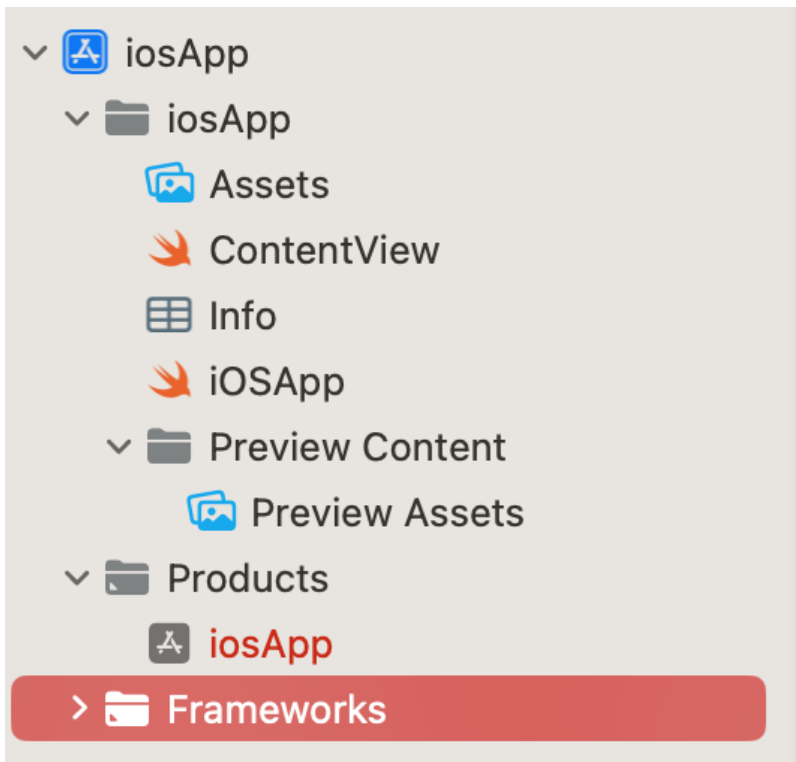 iosApp
iosApp
Assets
ContentView
Info
iOSApp
Preview Content
Preview Assets
Products
iosApp
Frameworks